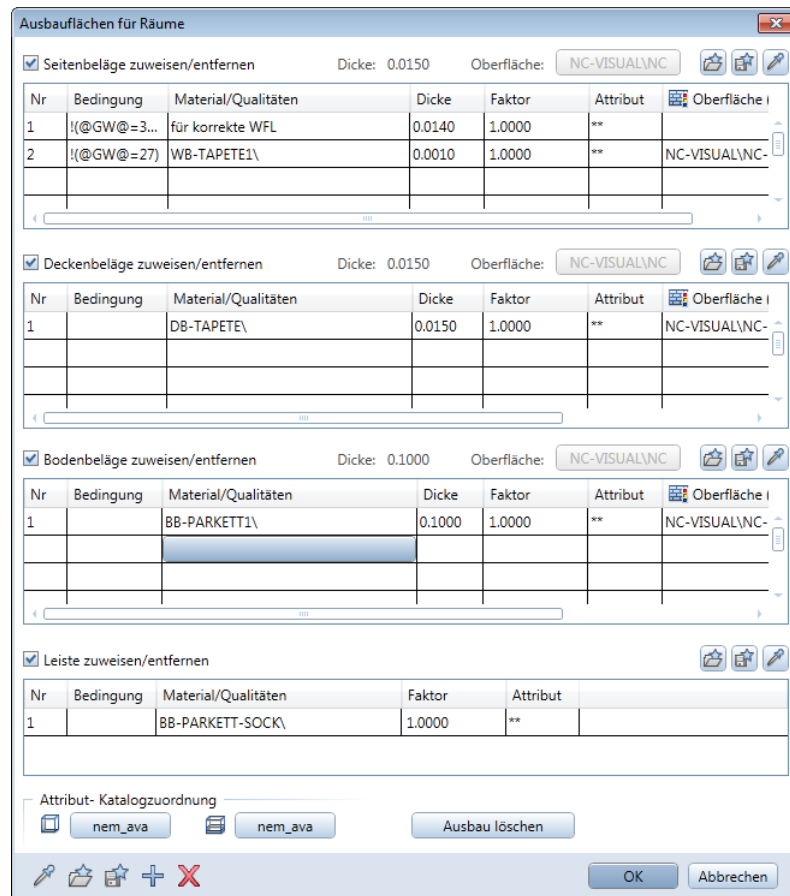 Ausbauflächen für Räume
Seitenbeläge zuweisen/entfernen Dicke: 0.0150 Oberfläche: NC-VISUAL\NC
Nr Bedingung Material/Qualitäten Dicke Faktor Attribut Oberfläche (
1 !(@GW@=3... für korrekte WFL 0.0140 1.0000 **
2 !(@GW@=27) WB-TAPETE1\ 0.0010 1.0000 ** NC-VISUAL\NC-
Deckenbeläge zuweisen/entfernen Dicke: 0.0150 Oberfläche: NC-VISUAL\NC
Nr Bedingung Material/Qualitäten Dicke Faktor Attribut Oberfläche (
1 DB-TAPETE\ 0.0150 1.0000 ** NC-VISUAL\NC-
Bodenbeläge zuweisen/entfernen Dicke: 0.1000 Oberfläche: NC-VISUAL\NC
Nr Bedingung Material/Qualitäten Dicke Faktor Attribut Oberfläche (
1 BB-PARKETT1\ 0.1000 1.0000 ** NC-VISUAL\NC-
Leiste zuweisen/entfernen
Nr Bedingung Material/Qualitäten Faktor Attribut
1 BB-PARKETT-SOCK\ 1.0000 **
Attribut- Katalogzuordnung
nem_ava nem_ava Ausbau löschen
OK Abbrechen